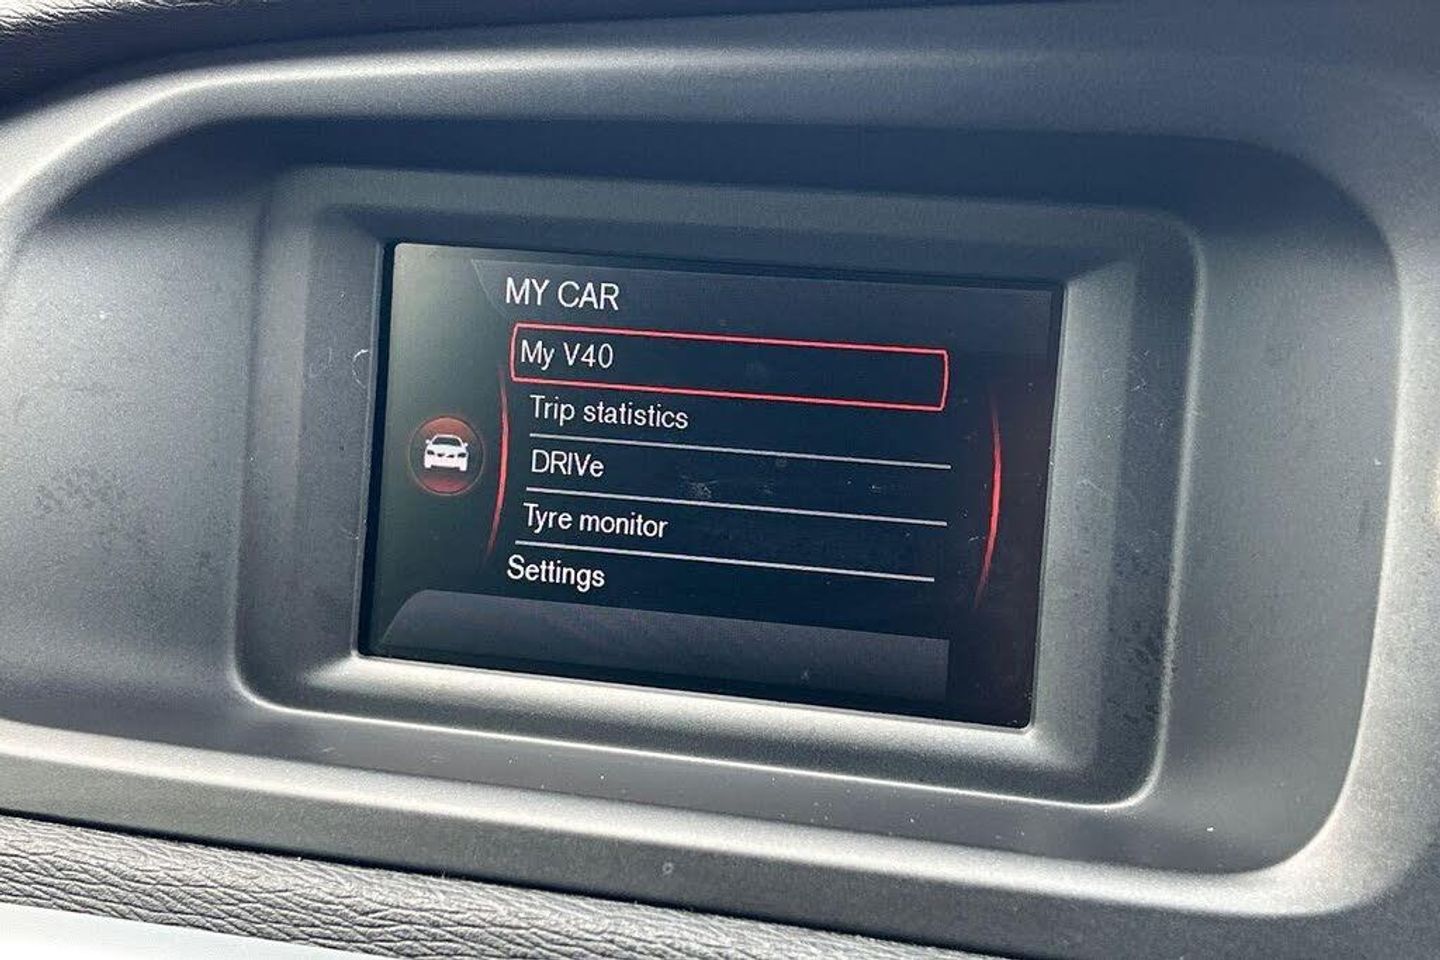 MY CAR
My V40
Trip statistics
DRIVe
Tyre monitor
Settings